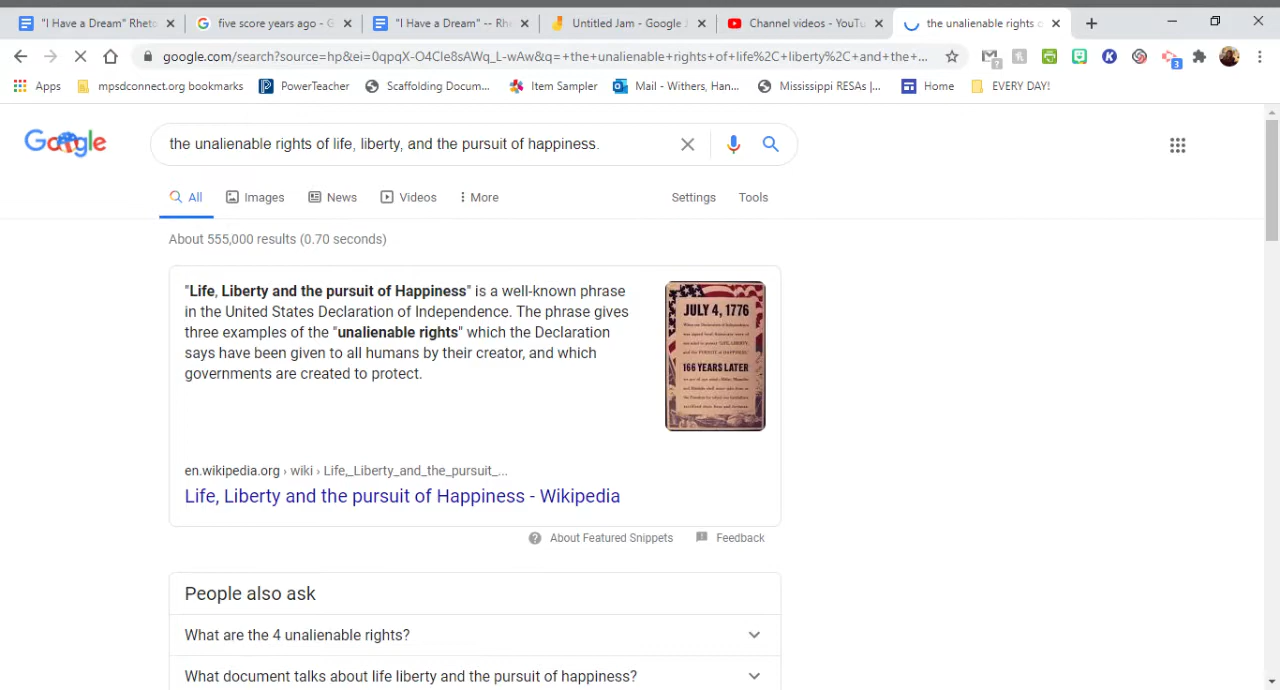 "I Have a Dream" Rheto
five score years ago - G
"I Have a Dream" -- Rh
Untitled Jam - Google J
Channel videos - YouTu
the unalienable rights o
google.com/search?source=hp&ei=0qpqX-O4Cle8sAWq_L-wAw&q=+the+unalienable+rights+of+life%2C+liberty%2C+and+the+...
Apps
mpsdconnect.org bookmarks
PowerTeacher
Scaffolding Docum...
Item Sampler
Mail - Withers, Han...
Mississippi RESAs |...
Home
EVERY DAY!
Google
the unalienable rights of life, liberty, and the pursuit of happiness.
All
Images
News
Videos
More
Settings
Tools
About 555,000 results (0.70 seconds)
"Life, Liberty and the pursuit of Happiness" is a well-known phrase
in the United States Declaration of Independence. The phrase gives
three examples of the "unalienable rights" which the Declaration
says have been given to all humans by their creator, and which
governments are created to protect.
JULY 4, 1776
166 YEARS LATER
en.wikipedia.org › wiki › Life,_Liberty_and_the_pursuit_...
Life, Liberty and the pursuit of Happiness - Wikipedia
About Featured Snippets
Feedback
People also ask
What are the 4 unalienable rights?
What document talks about life liberty and the pursuit of happiness?